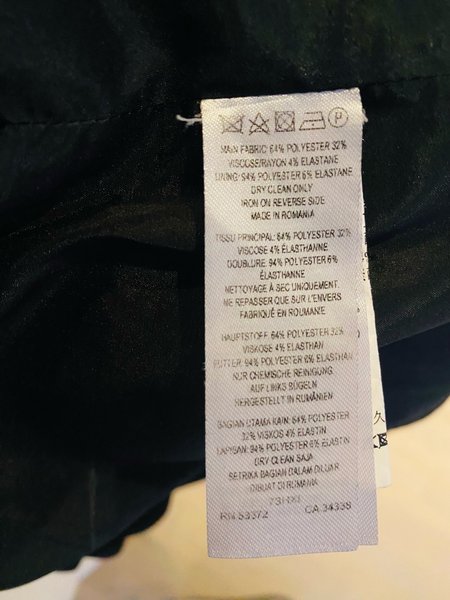 MAIN FABRIC: 64% POLYESTER 32%
VISCOSE/RAYON 4% ELASTANE
LINING: 94% POLYESTER 6% ELASTANE
DRY CLEAN ONLY
IRON ON REVERSE SIDE
MADE IN ROMANIA
TISSU PRINCIPAL: 64% POLYESTER 32%
VISCOSE 4% ÉLASTHANNE
DOUBLURE: 94% POLYESTER 6%
ÉLASTHANNE
NETTOYAGE À SEC UNIQUEMENT.
NE REPASSER QUE SUR L'ENVERS
FABRIQUÉ EN ROUMANIE
HAUPTSTOFF: 64% POLYESTER 32%
VISKOSE 4% ELASTHAN
FUTTER: 94% POLYESTER 6% ELASTHAN
NUR CHEMISCHE REINIGUNG
AUF LINKS BÜGELN
HERGESTELLT IN RUMÄNIEN
BAGIAN UTAMA KAIN: 64% POLYESTER
32% VISKOS 4% ELASTIN
LAPISAN: 94% POLYESTER 6% ELASTIN
DRY CLEAN SAJA
SETRIKA BAGIAN DALAM DILUAR
DIBUAT DI RUMANIA
RN 53372 CA 34335
久